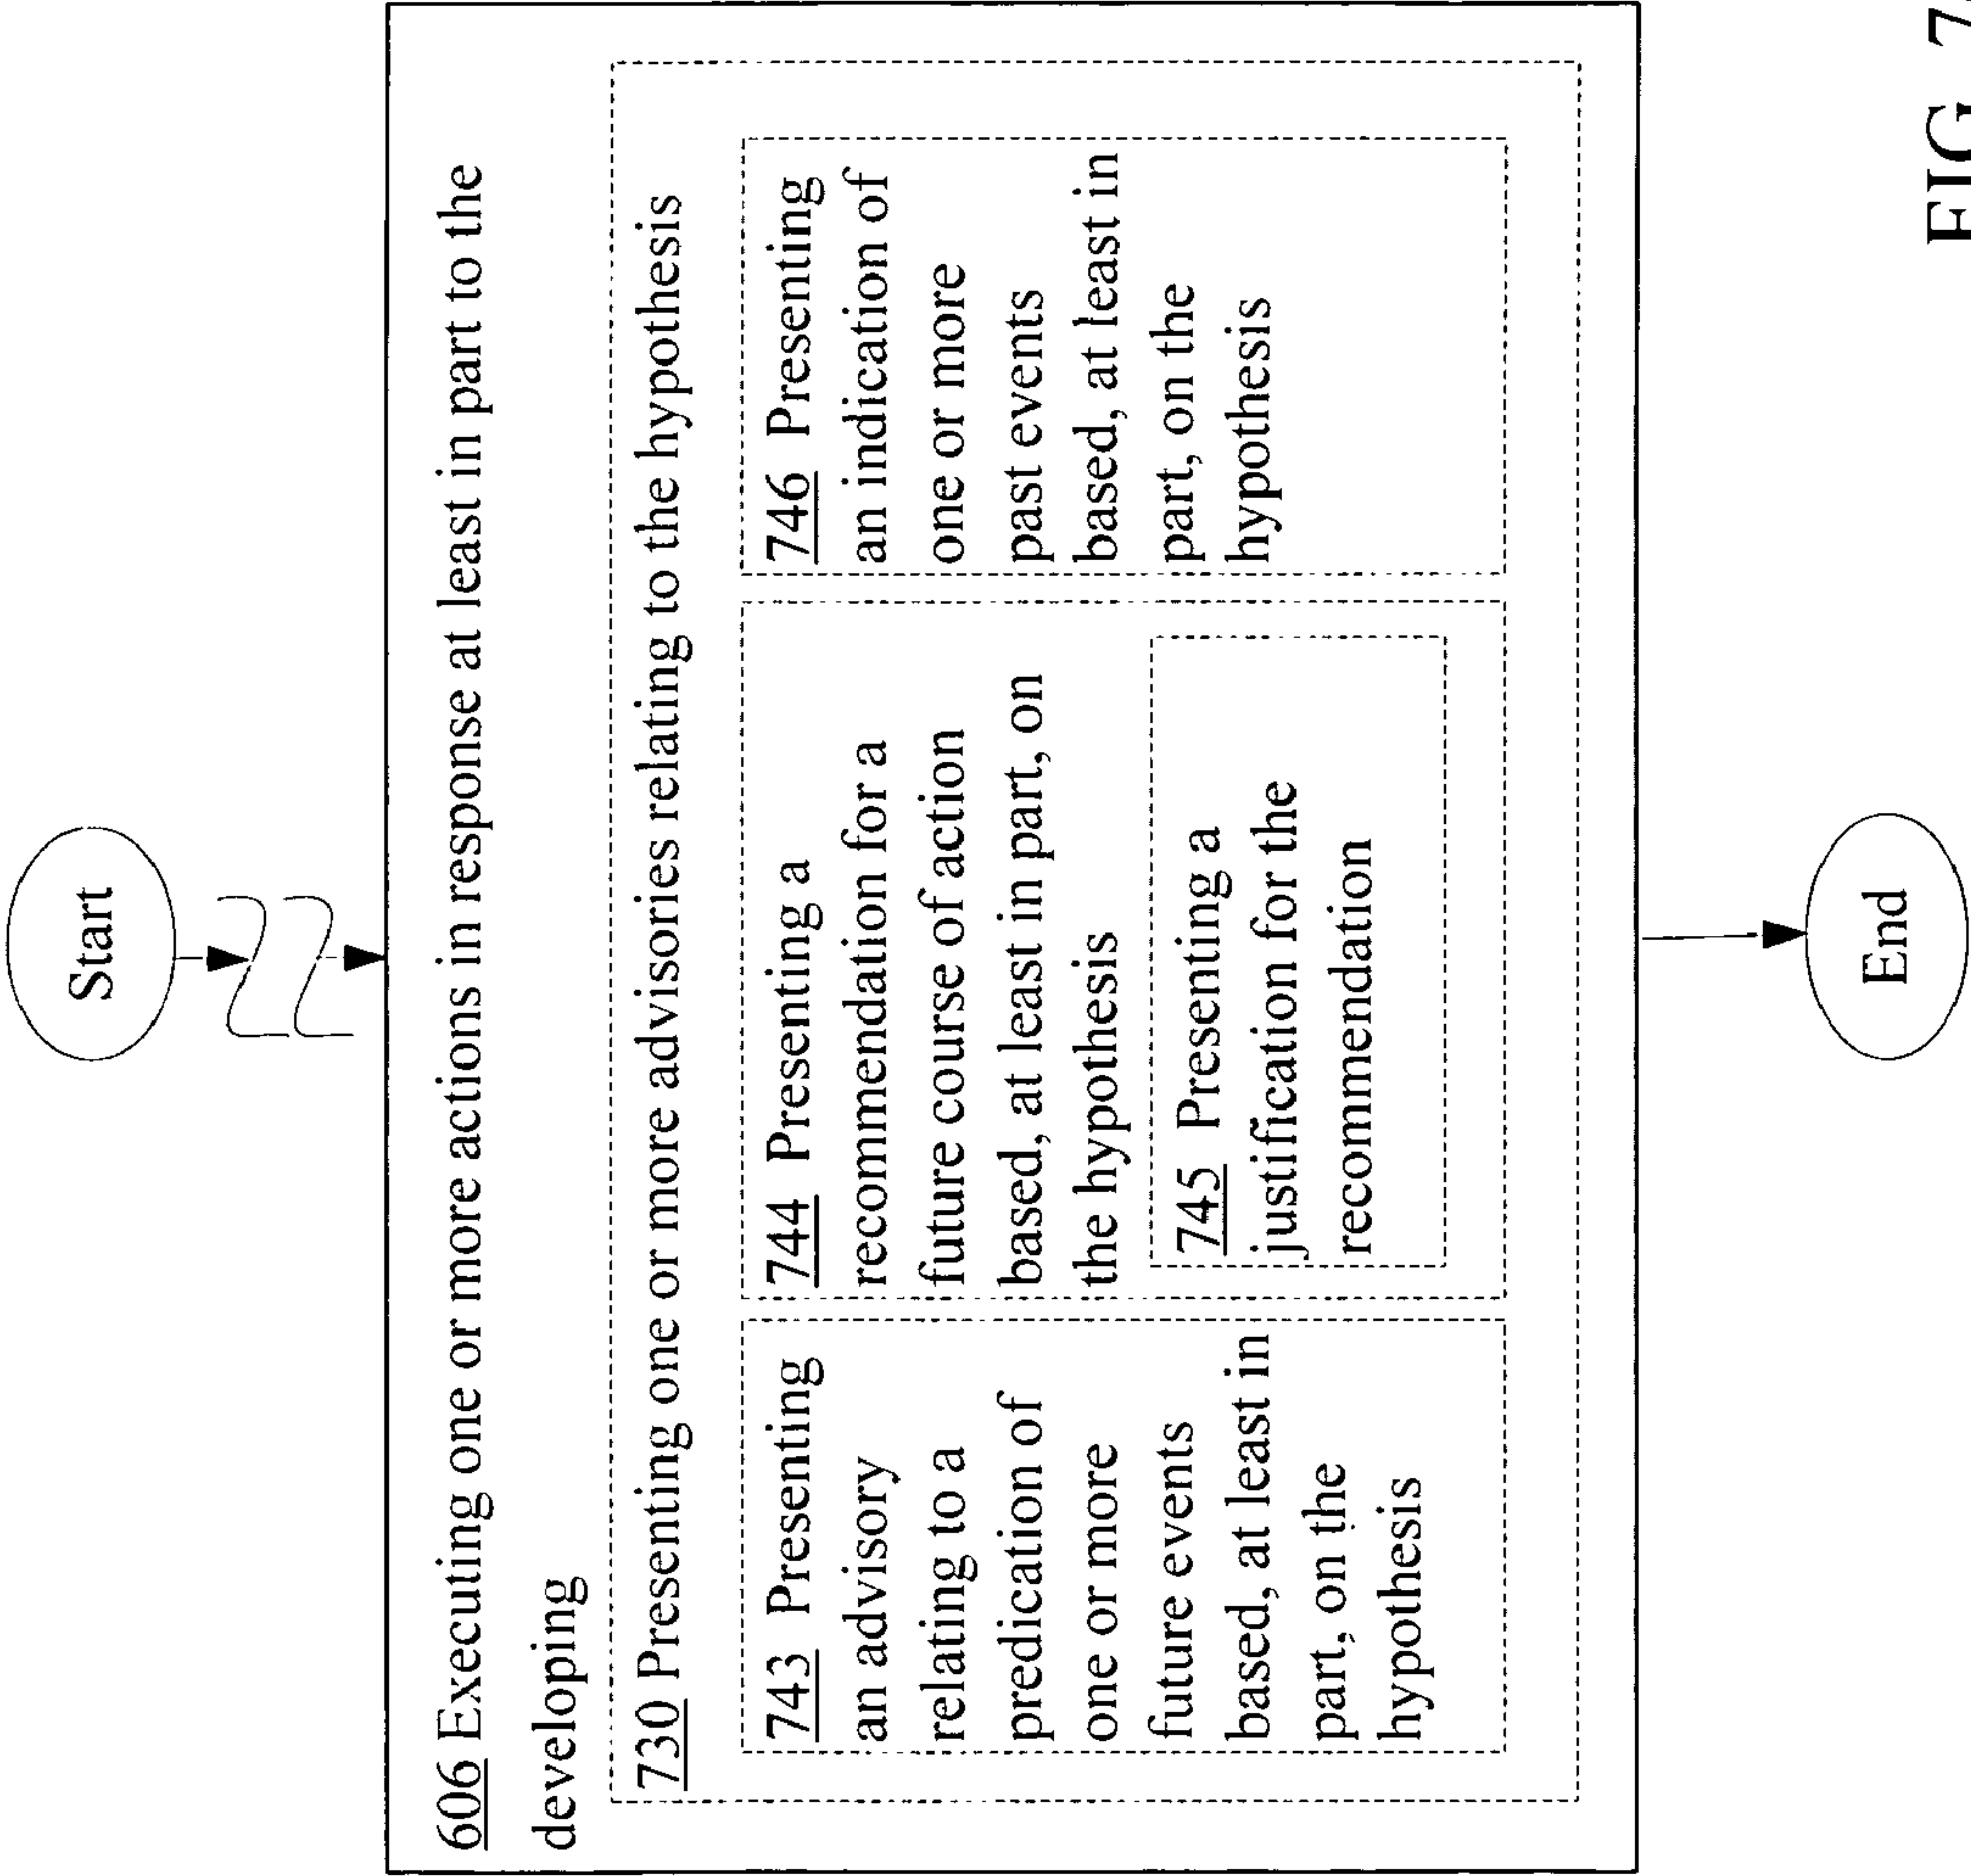 Start
606 Executing one or more actions in response at least in part to the
developing
730 Presenting one or more advisories relating to the hypothesis
743 Presenting
an advisory
relating to a
predication of
one or more
future events
based, at least in
part, on the
hypothesis
744 Presenting a
recommendation for a
future course of action
based, at least in part, on
the hypothesis
745 Presenting a
justification for the
recommendation
746 Presenting
an indication of
one or more
past events
based, at least in
part, on the
hypothesis
End
FIG. 7